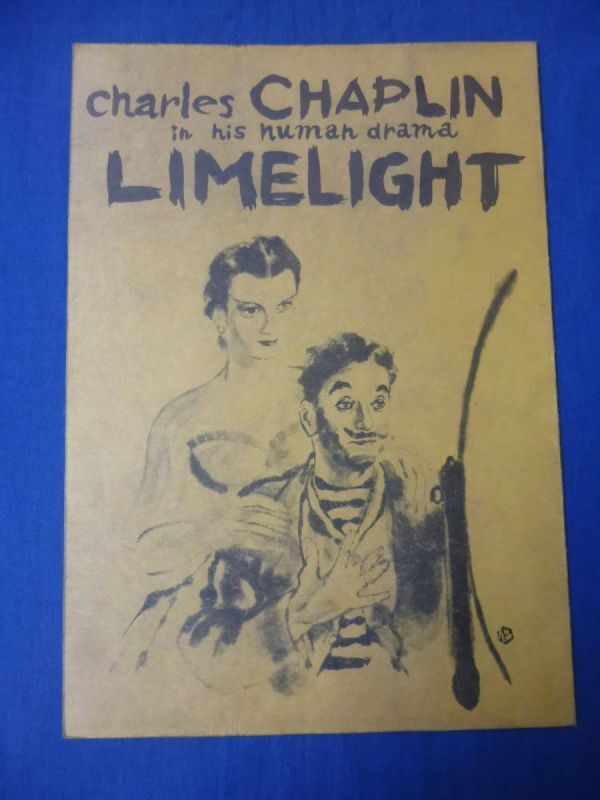 charles CHAPLIN
in his human drama
LIMELIGHT